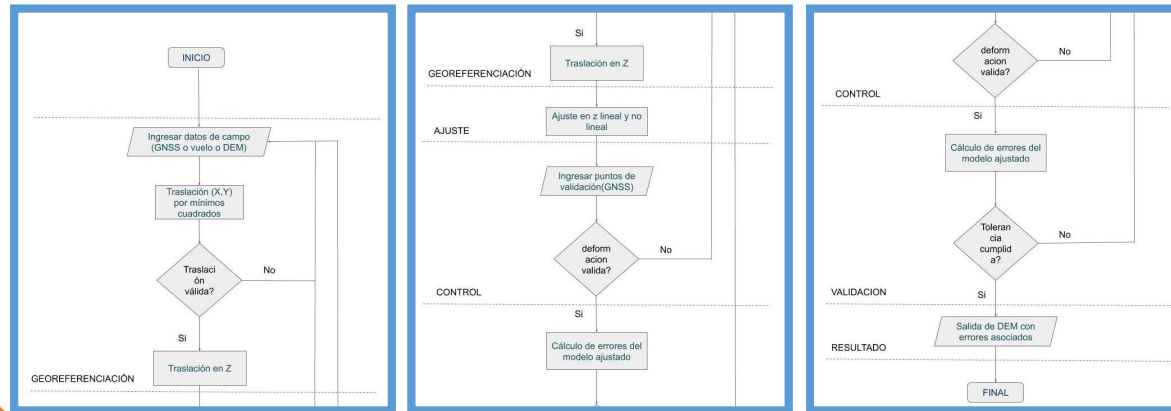 INICIO
Ingresar datos de campo
(GNSS o vuelo o DEM)
Traslación (X,Y)
por mínimos
cuadrados
Traslaci
ón
válida?
No
Si
Traslación en Z
GEOREFERENCIACIÓN
Si
Traslación en Z
GEOREFERENCIACIÓN
Ajuste en z lineal y no
lineal
AJUSTE
Ingresar puntos de
validación(GNSS)
deform
acion
valida?
No
CONTROL
Si
Cálculo de errores del
modelo ajustado
deform
acion
valida?
No
CONTROL
Si
Cálculo de errores del
modelo ajustado
Toleran
cia
cumplid
a?
No
VALIDACION
Si
Salida de DEM con
errores asociados
RESULTADO
FINAL